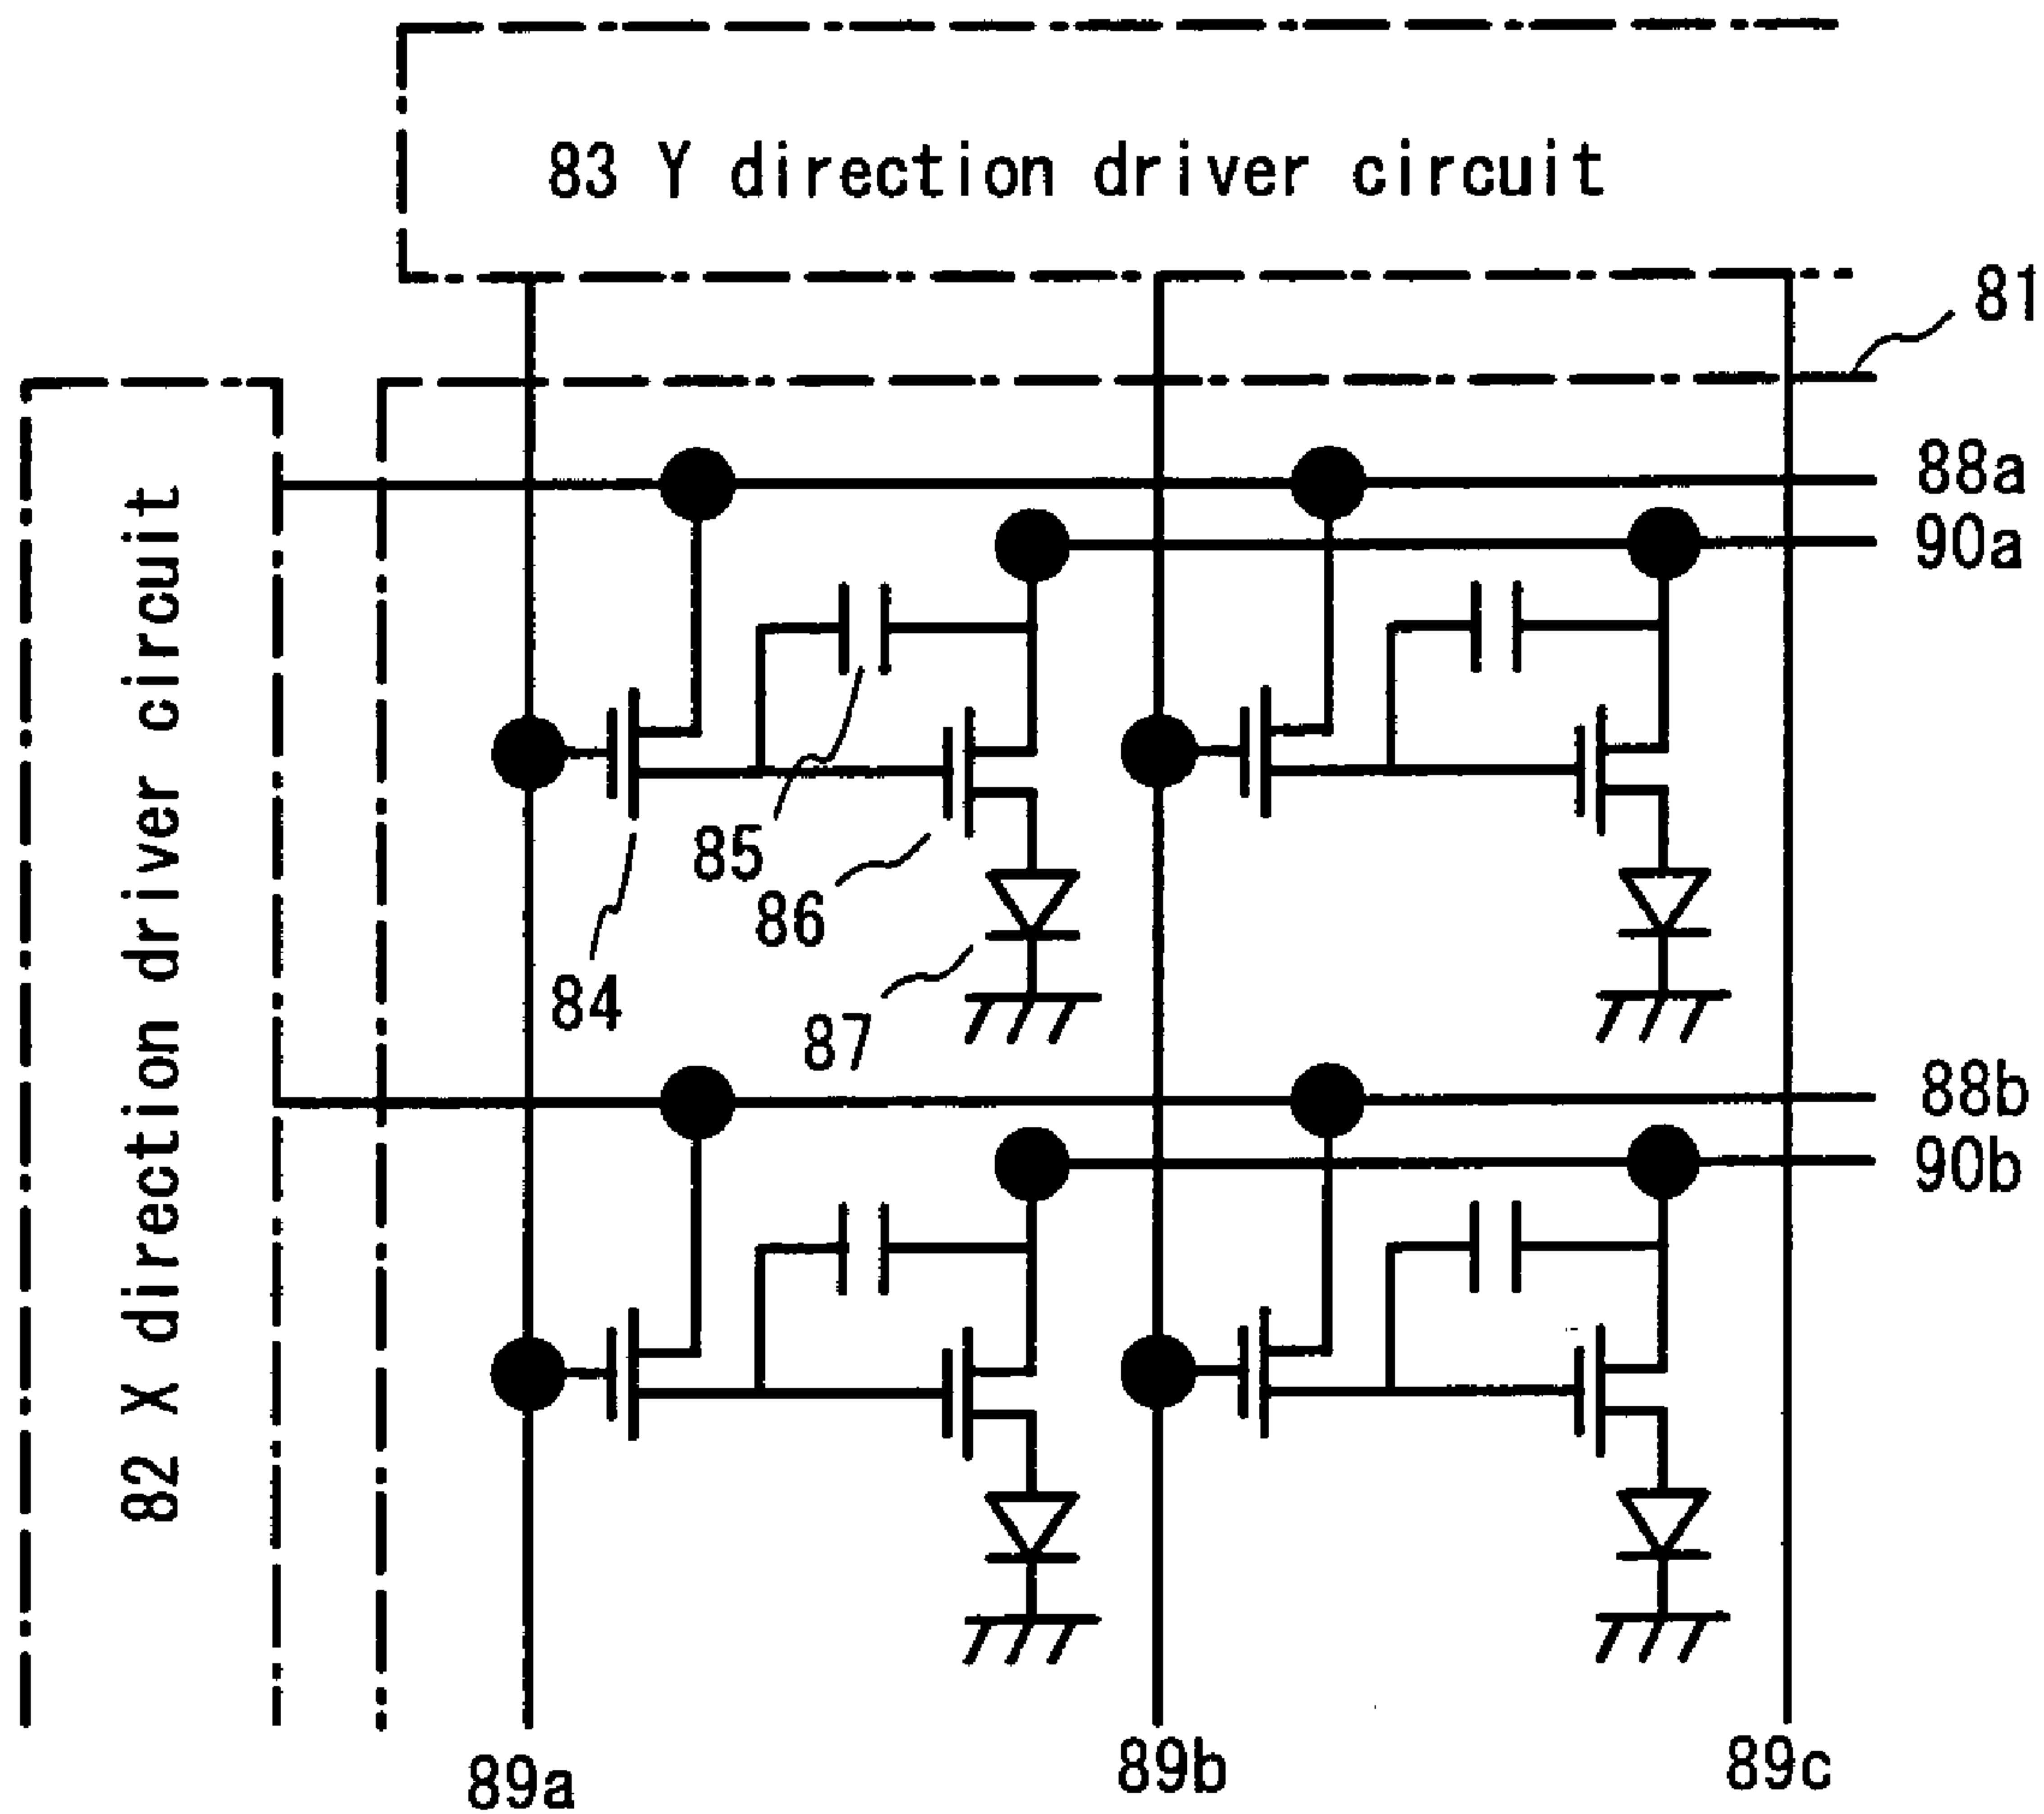 83 Y direction driver circuit
81
82 X direction driver circuit
88a
90a
85
86
84
87
88b
90b
89a
89b
89c